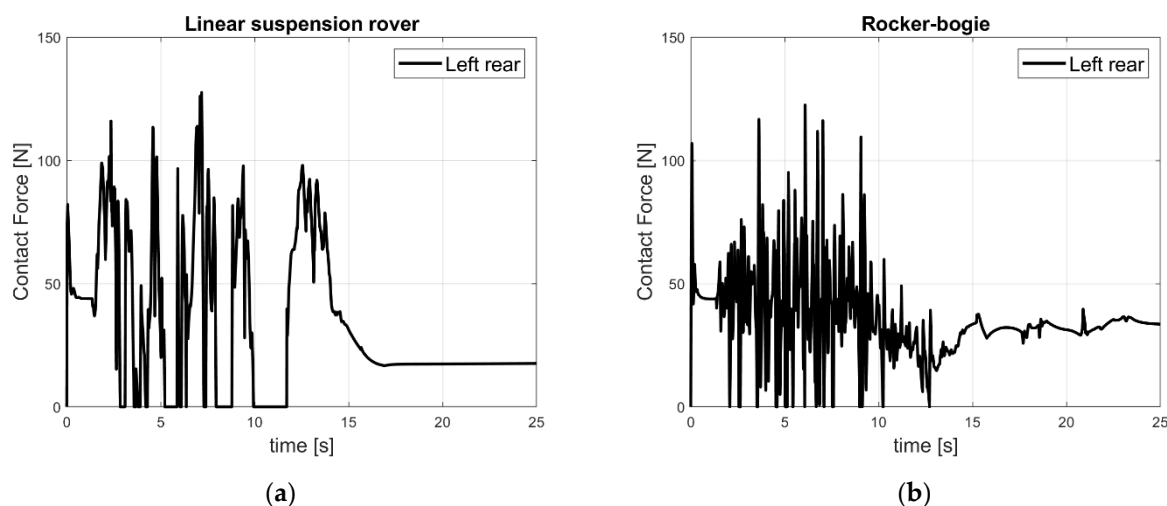 Linear suspension rover
150
100
50
0
Contact Force [N]
Left rear
0 5 10 15 20 25
time [s]
(a)
Rocker-bogie
150
100
50
0
Contact Force [N]
Left rear
0 5 10 15 20 25
time [s]
(b)